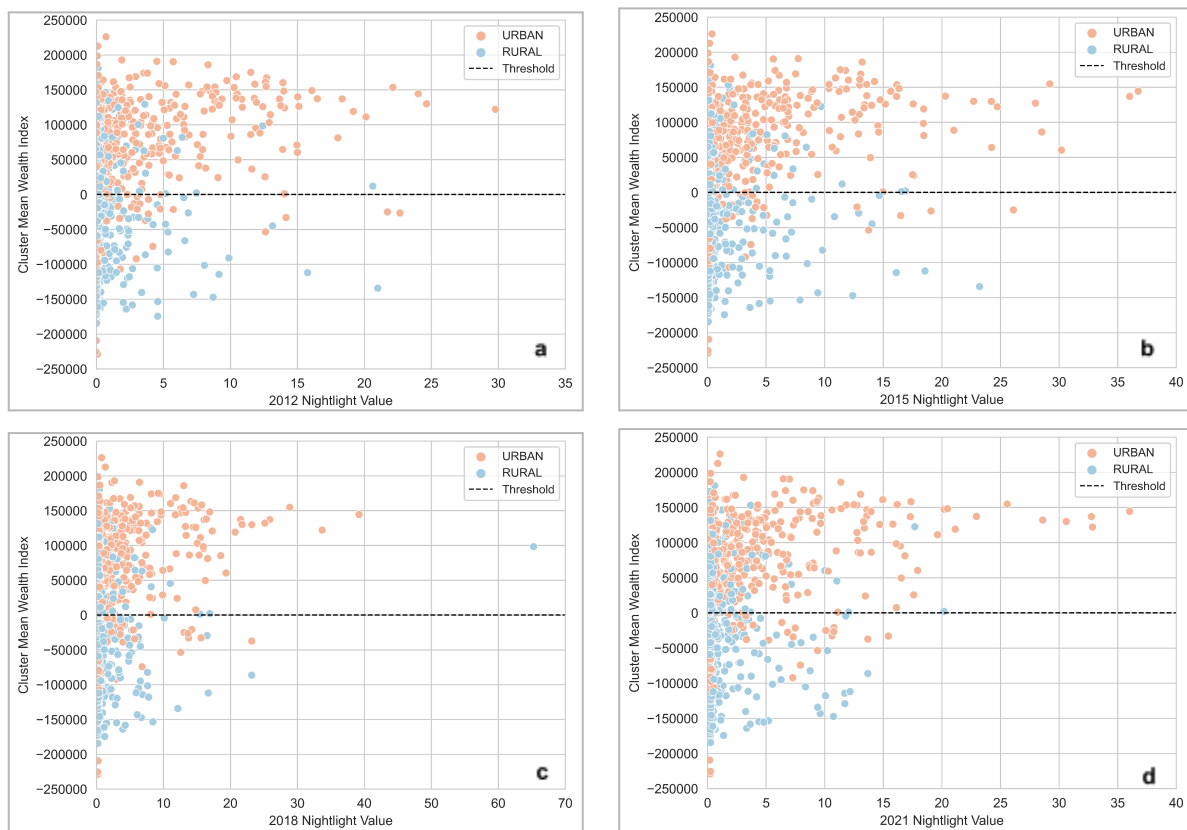 250000
200000
150000
100000
50000
0
−50000
−100000
−150000
−200000
−250000
Cluster Mean Wealth Index
URBAN
RURAL
Threshold
a
0 5 10 15 20 25 30 35
2012 Nightlight Value
250000
200000
150000
100000
50000
0
−50000
−100000
−150000
−200000
−250000
Cluster Mean Wealth Index
URBAN
RURAL
Threshold
b
0 5 10 15 20 25 30 35 40
2015 Nightlight Value
250000
200000
150000
100000
50000
0
−50000
−100000
−150000
−200000
−250000
Cluster Mean Wealth Index
URBAN
RURAL
Threshold
c
0 10 20 30 40 50 60 70
2018 Nightlight Value
250000
200000
150000
100000
50000
0
−50000
−100000
−150000
−200000
−250000
Cluster Mean Wealth Index
URBAN
RURAL
Threshold
d
0 5 10 15 20 25 30 35 40
2021 Nightlight Value